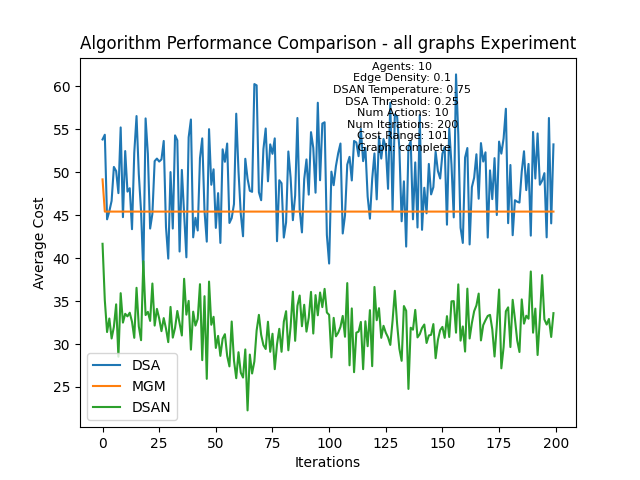 Algorithm Performance Comparison - all graphs Experiment
Agents: 10
Edge Density: 0.1
DSAN Temperature: 0.75
DSA Threshold: 0.25
Num Actions: 10
Num Iterations: 200
Cost Range: 101
Graph: complete
60
55
50
45
40
35
30
25
Average Cost
DSA
MGM
DSAN
0
25
50
75
100
125
150
175
200
Iterations